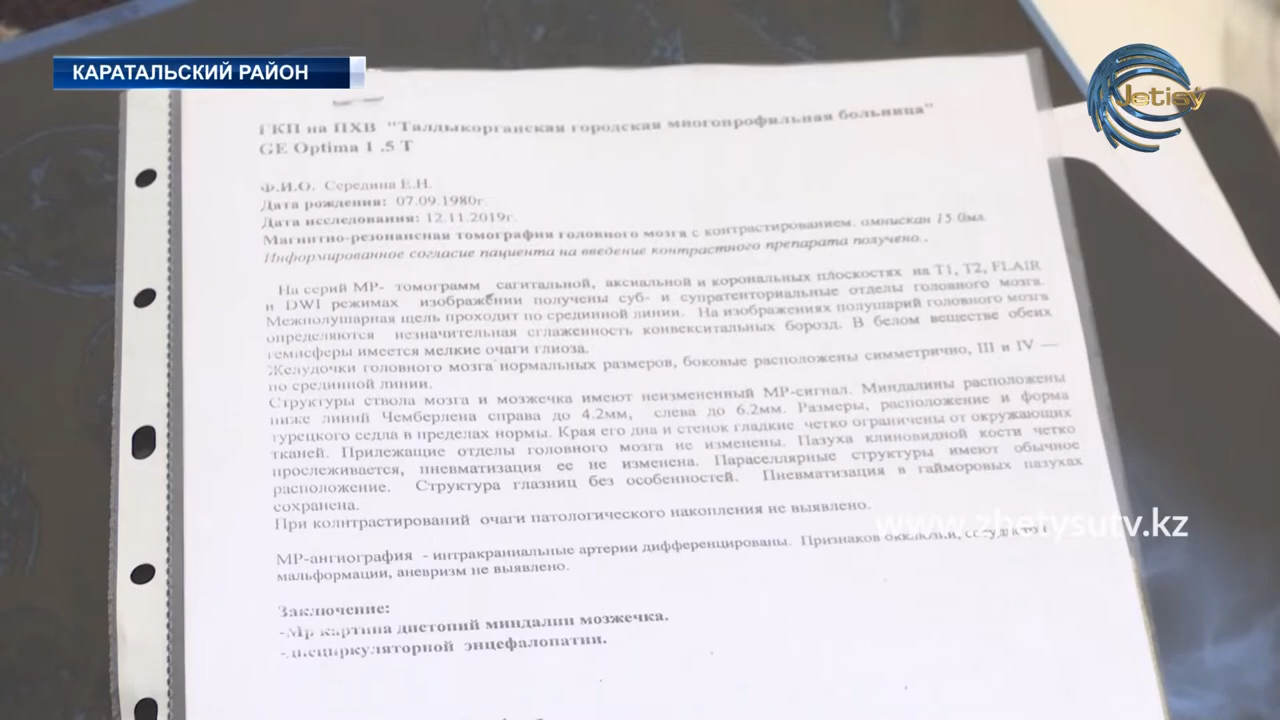 КАРАТАЛЬСКИЙ РАЙОН
Jetisy
ГКП на ПХВ "Талдыкорганская городская многопрофильная больница"
GE Optima 1 .5 T
Ф.И.О. Середина Е.Н.
Дата рождения: 07.09.1980г.
Дата исследования: 12.11.2019г.
Магнитно-резонансная томография головного мозга с контрастированием. омнискан 15.0мл.
Информированное согласие пациента на введение контрастного препарата получено..
На серий МР- томограмм сагитальной, аксиальной и корональных плоскостях на Т1, Т2, FLAIR
и DWI режимах изображении получены суб- и супратенториальные отделы головного мозга.
Межполушарная щель проходит по срединной линии. На изображениях полушарий головного мозга
определяются незначительная сглаженность конвекситальных борозд. В белом веществе обеих
гемисферы имеется мелкие очаги глиоза.
Желудочки головного мозга нормальных размеров, боковые расположены симметрично, III и IV —
по срединной линии.
Структуры ствола мозга и мозжечка имеют неизмененный МР-сигнал. Миндалины расположены
ниже линий Чемберлена справа до 4.2мм, слева до 6.2мм. Размеры, расположение и форма
турецкого седла в пределах нормы. Края его дна и стенок гладкие четко ограничены от окружающих
тканей. Прилежащие отделы головного мозга не изменены. Пазуха клиновидной кости четко
прослеживается, пневматизация ее не изменена. Параселлярные структуры имеют обычное
расположение. Структура глазниц без особенностей. Пневматизация в гайморовых пазухах
сохранена.
При колнтрастирований очаги патологического накопления не выявлено.
www.zhetysutv.kz
МР-ангиография - интракраниальные артерии дифференцированы. Признаков окклюзии,
мальформации, аневризм не выявлено.
Заключение:
-Мр картина дистопий миндалин мозжечка.
-дисциркуляторной энцефалопатии.